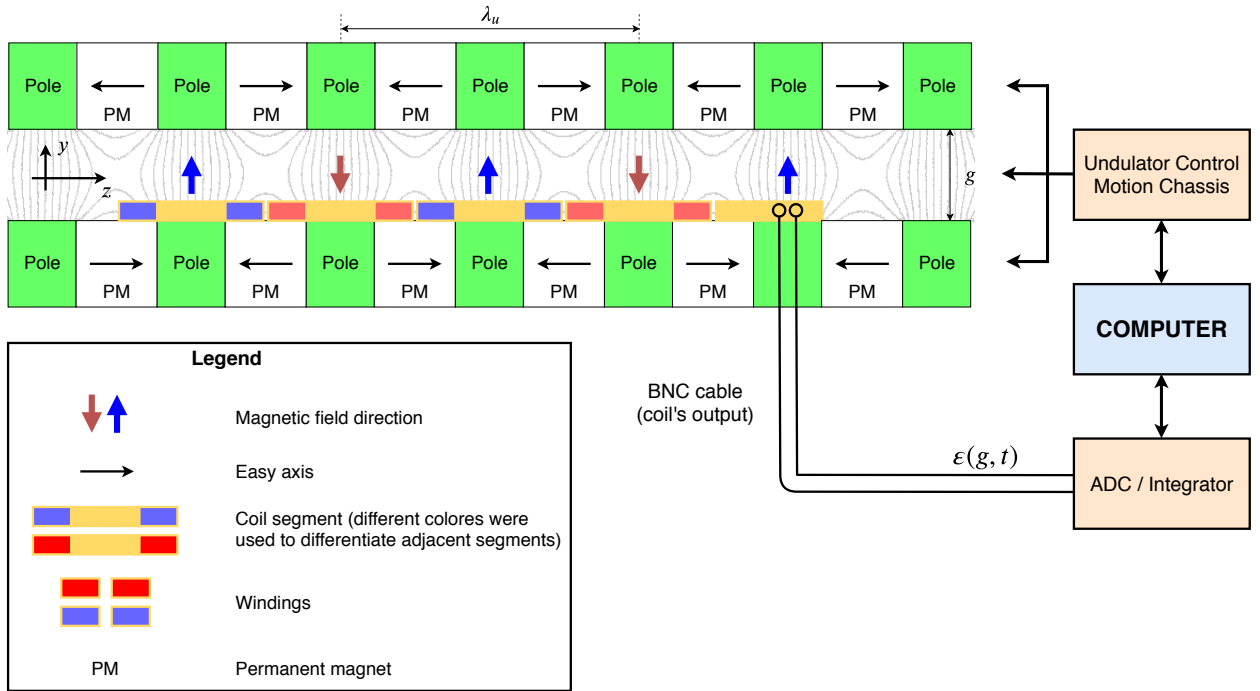 λu
Pole Pole Pole Pole Pole Pole Pole
PM PM PM PM PM PM
y
z
g
Undulator Control
Motion Chassis
Pole Pole Pole Pole Pole Pole
PM PM PM PM PM PM
COMPUTER
Legend
Magnetic field direction
Easy axis
Coil segment (different colores were
used to differentiate adjacent segments)
Windings
PM Permanent magnet
BNC cable
(coil's output)
ε(g, t)
ADC / Integrator